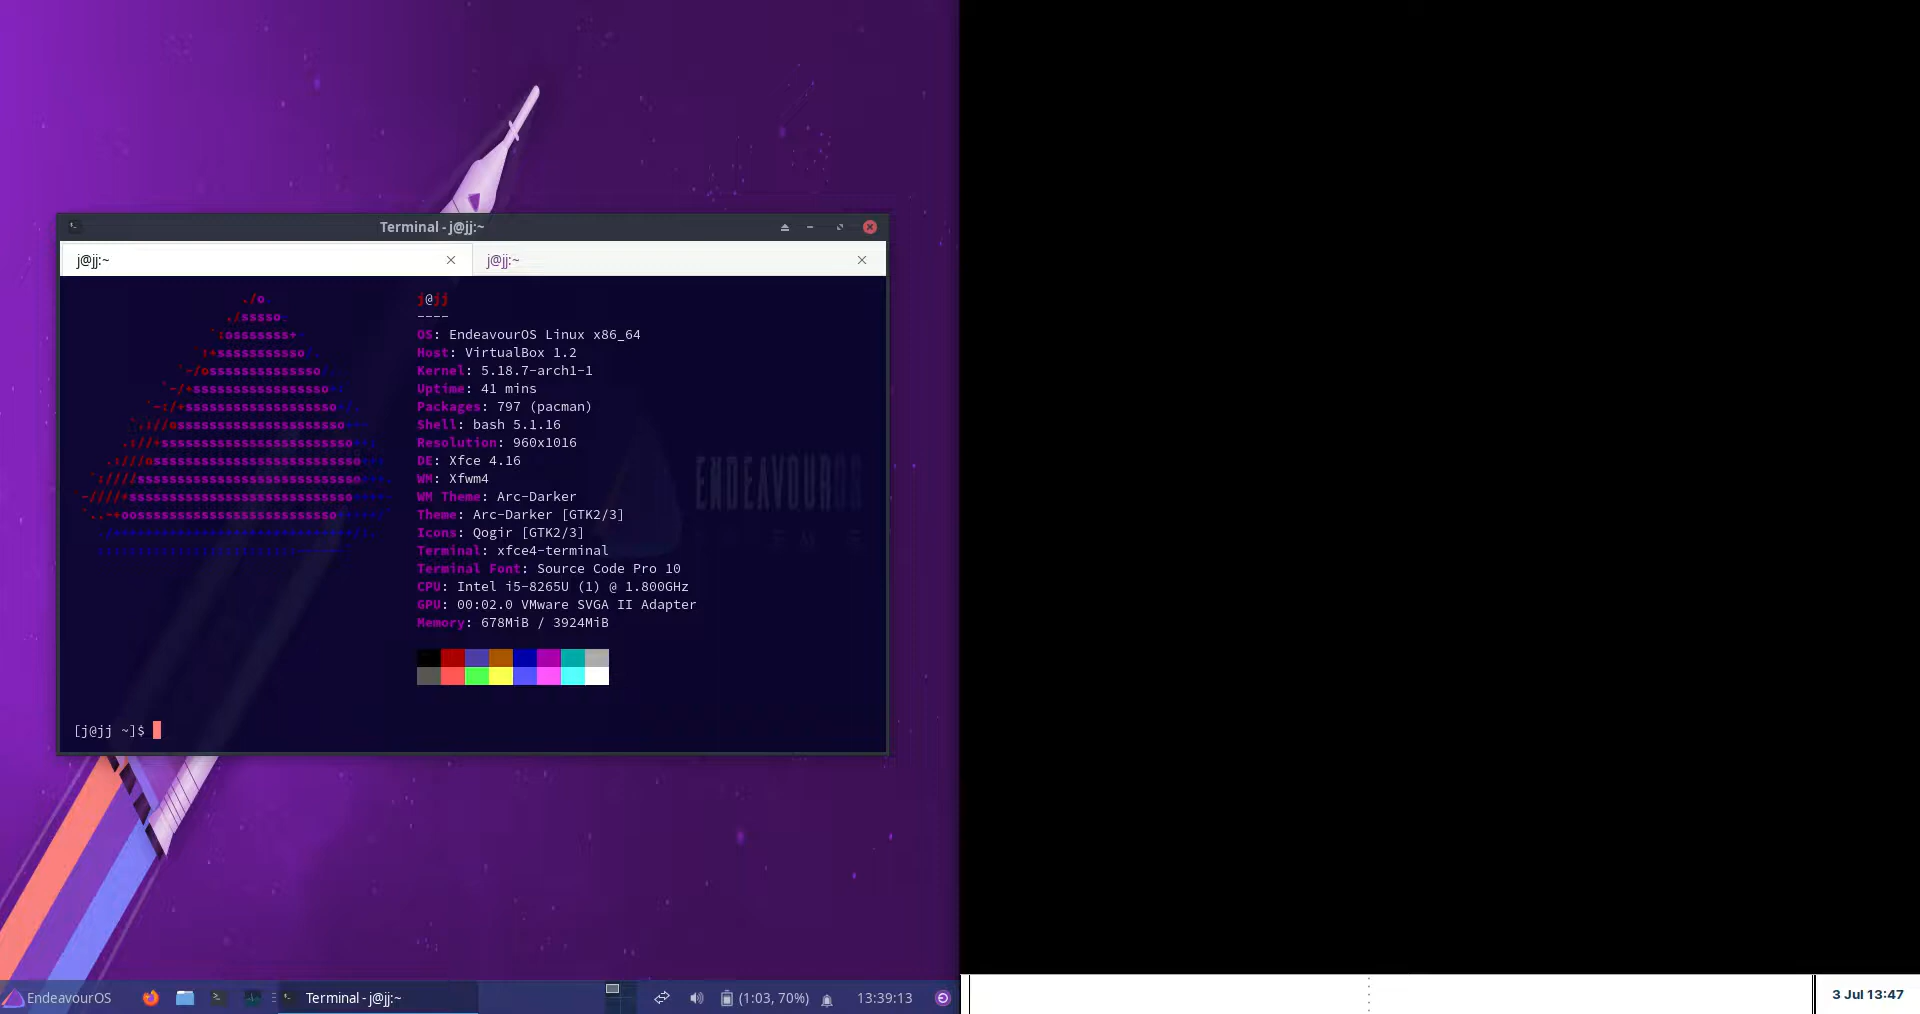 Terminal - j@jj:~
j@jj:~
j@jj:~
j@jj
----
OS: EndeavourOS Linux x86_64
Host: VirtualBox 1.2
Kernel: 5.18.7-arch1-1
Uptime: 41 mins
Packages: 797 (pacman)
Shell: bash 5.1.16
Resolution: 960x1016
DE: Xfce 4.16
WM: Xfwm4
WM Theme: Arc-Darker
Theme: Arc-Darker [GTK2/3]
Icons: Qogir [GTK2/3]
Terminal: xfce4-terminal
Terminal Font: Source Code Pro 10
CPU: Intel i5-8265U (1) @ 1.800GHz
GPU: 00:02.0 VMware SVGA II Adapter
Memory: 678MiB / 3924MiB
ENDEAVOUROS
[j@jj ~]$
EndeavourOS
Terminal - j@jj:~
(1:03, 70%)
13:39:13
3 Jul 13:47